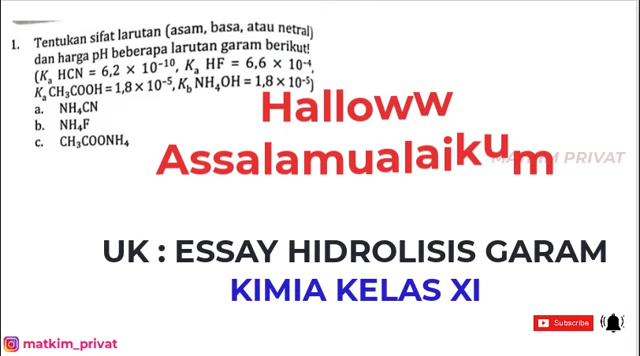 1. Tentukan sifat larutan (asam, basa, atau netral)
dan harga pH beberapa larutan garam berikut!
(Kₐ HCN = 6,2 × 10⁻¹⁰, Kₐ HF = 6,6 × 10⁻⁴,
Kₐ CH₃COOH = 1,8 × 10⁻⁵, K_b NH₄OH = 1,8 × 10⁻⁵)
a. NH₄CN
b. NH₄F
c. CH₃COONH₄
Halloww
Assalamualaikum
PRIVAT
UK : ESSAY HIDROLISIS GARAM
KIMIA KELAS XI
Subscribe
matkim_privat